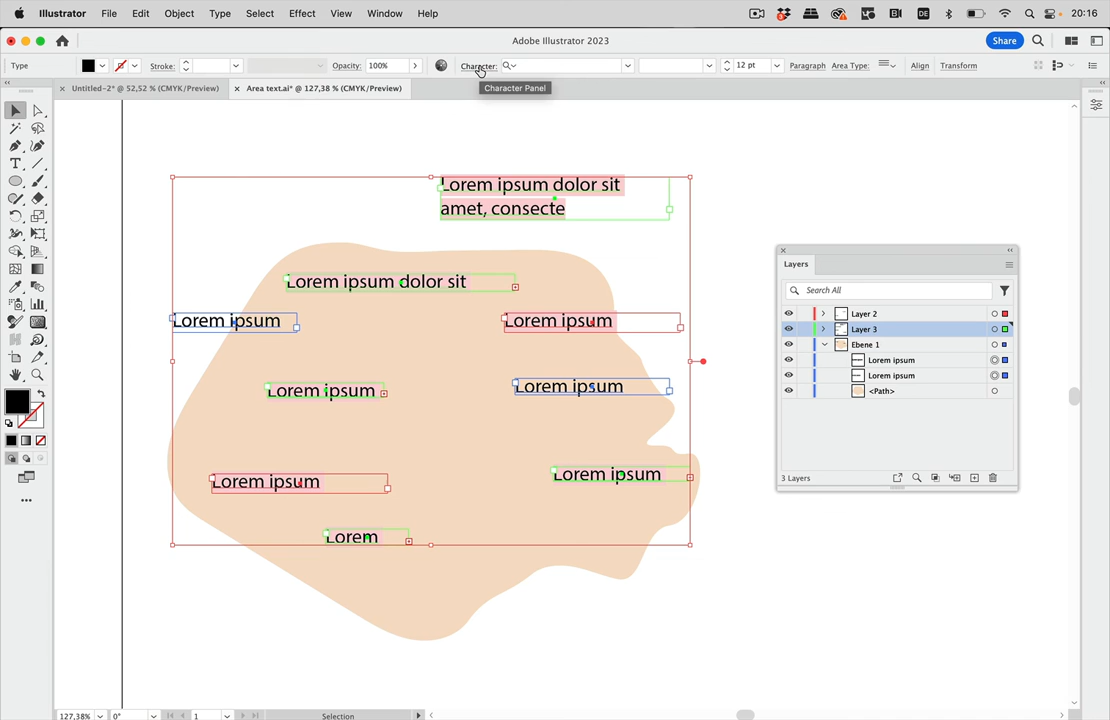 Illustrator File Edit Object Type Select Effect View Window Help DE 20:16
Adobe Illustrator 2023 Share
Type Stroke: Opacity: 100% Character: 12 pt Paragraph Area Type: Align Transform
Untitled-2* @ 52,52 % (CMYK/Preview) Area text.ai* @ 127,38 % (CMYK/Preview)
Character Panel
Lorem ipsum dolor sit
amet, consecte
Lorem ipsum dolor sit
Lorem ipsum
Lorem ipsum
Lorem ipsum
Lorem ipsum
Lorem ipsum
Lorem ipsum
Lorem
Layers
Search All
Layer 2
Layer 3
Ebene 1
Lorem ipsum
Lorem ipsum
<Path>
3 Layers
127,38% 0° 1 Selection